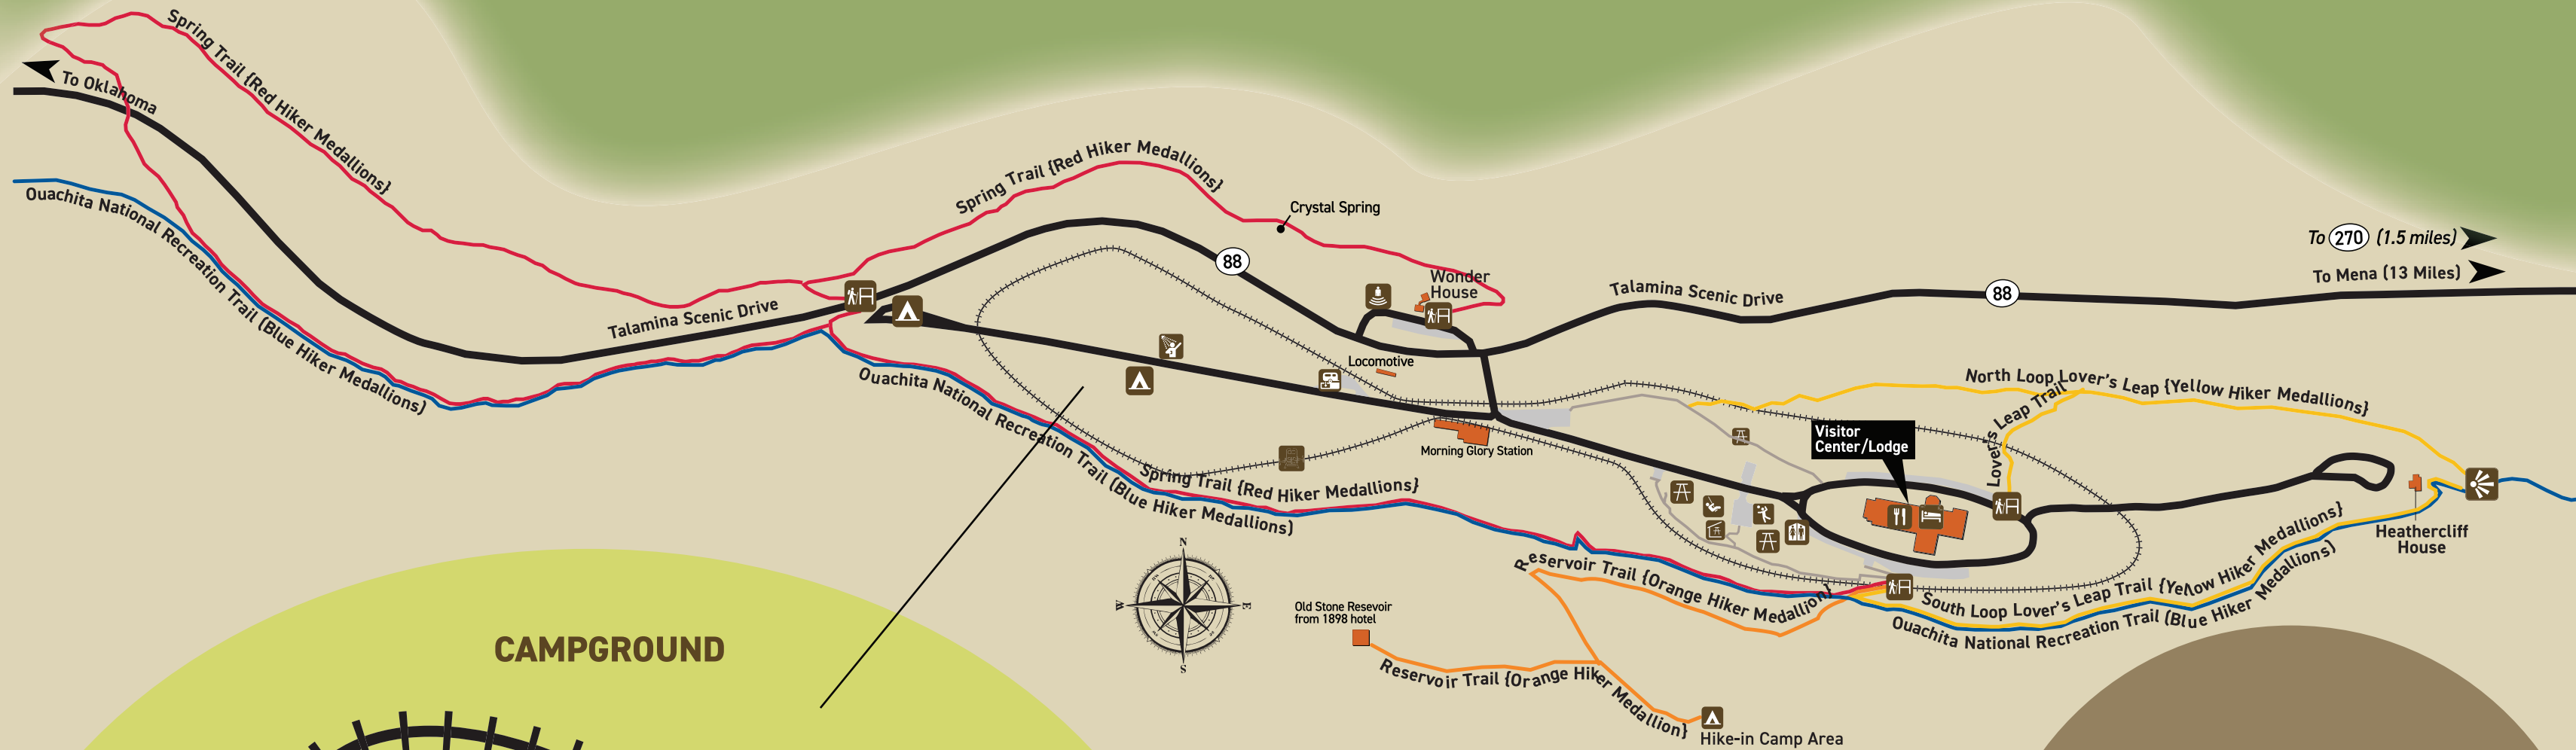 Spring Trail {Red Hiker Medallions}
To Oklahoma
Ouachita National Recreation Trail {Blue Hiker Medallions}
Talamina Scenic Drive
Spring Trail {Red Hiker Medallions}
Crystal Spring
88
Wonder
House
Talamina Scenic Drive
88
To 270 (1.5 miles)
To Mena (13 Miles)
Locomotive
Ouachita National Recreation Trail {Blue Hiker Medallions}
Spring Trail {Red Hiker Medallions}
Morning Glory Station
North Loop Lover's Leap {Yellow Hiker Medallions}
Lover's Leap Trail
Visitor
Center/Lodge
Heathercliff
House
South Loop Lover's Leap Trail {Yellow Hiker Medallions}
Ouachita National Recreation Trail {Blue Hiker Medallions}
Reservoir Trail {Orange Hiker Medallion}
N
W
E
S
Old Stone Resevoir
from 1898 hotel
Reservoir Trail {Orange Hiker Medallion}
Hike-in Camp Area
CAMPGROUND